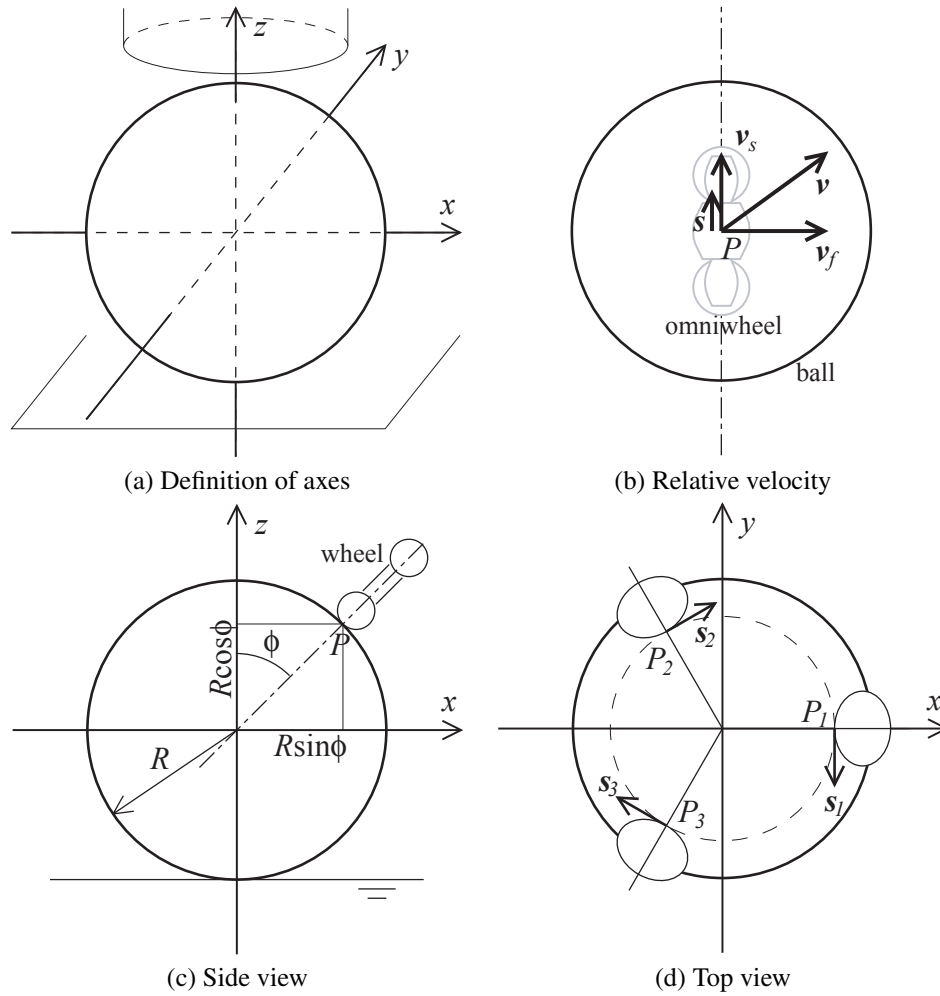 z
y
x
(a) Definition of axes
v_s
v
s
P
v_f
omniwheel
ball
(b) Relative velocity
z
wheel
P
ϕ
Rcosϕ
x
R
Rsinϕ
(c) Side view
y
s_2
P_2
x
P_1
s_3
P_3
s_1
(d) Top view